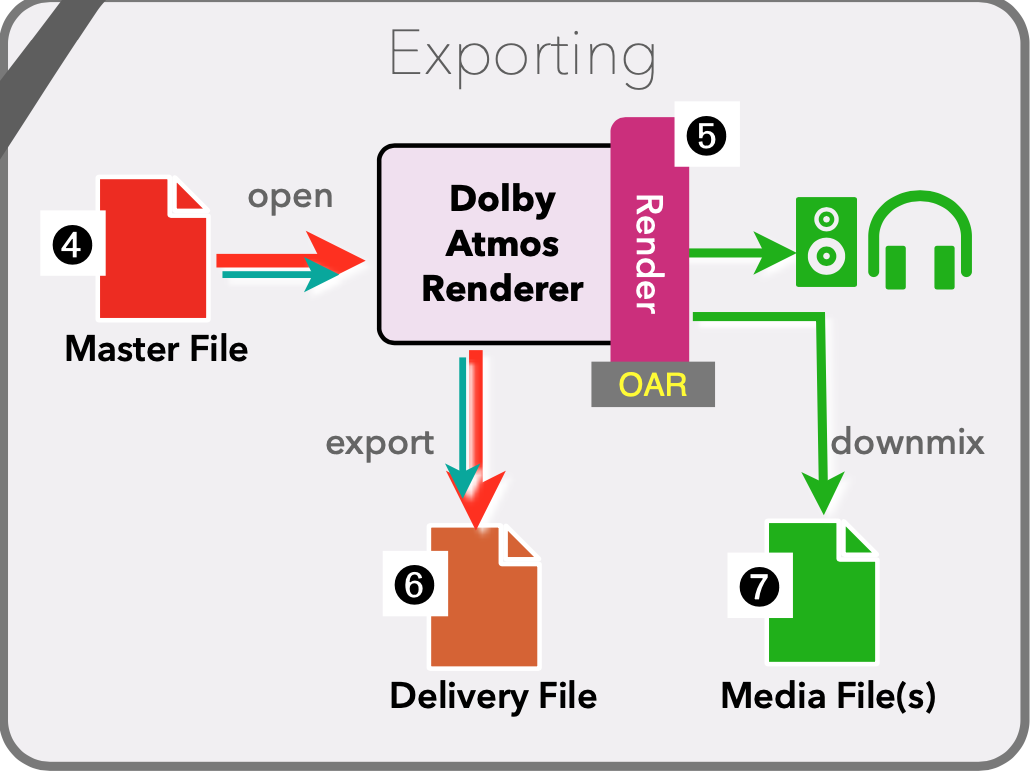 Exporting
❺
open
Dolby
Atmos
Renderer
Render
❹
Master File
OAR
export
downmix
❻
❼
Delivery File
Media File(s)